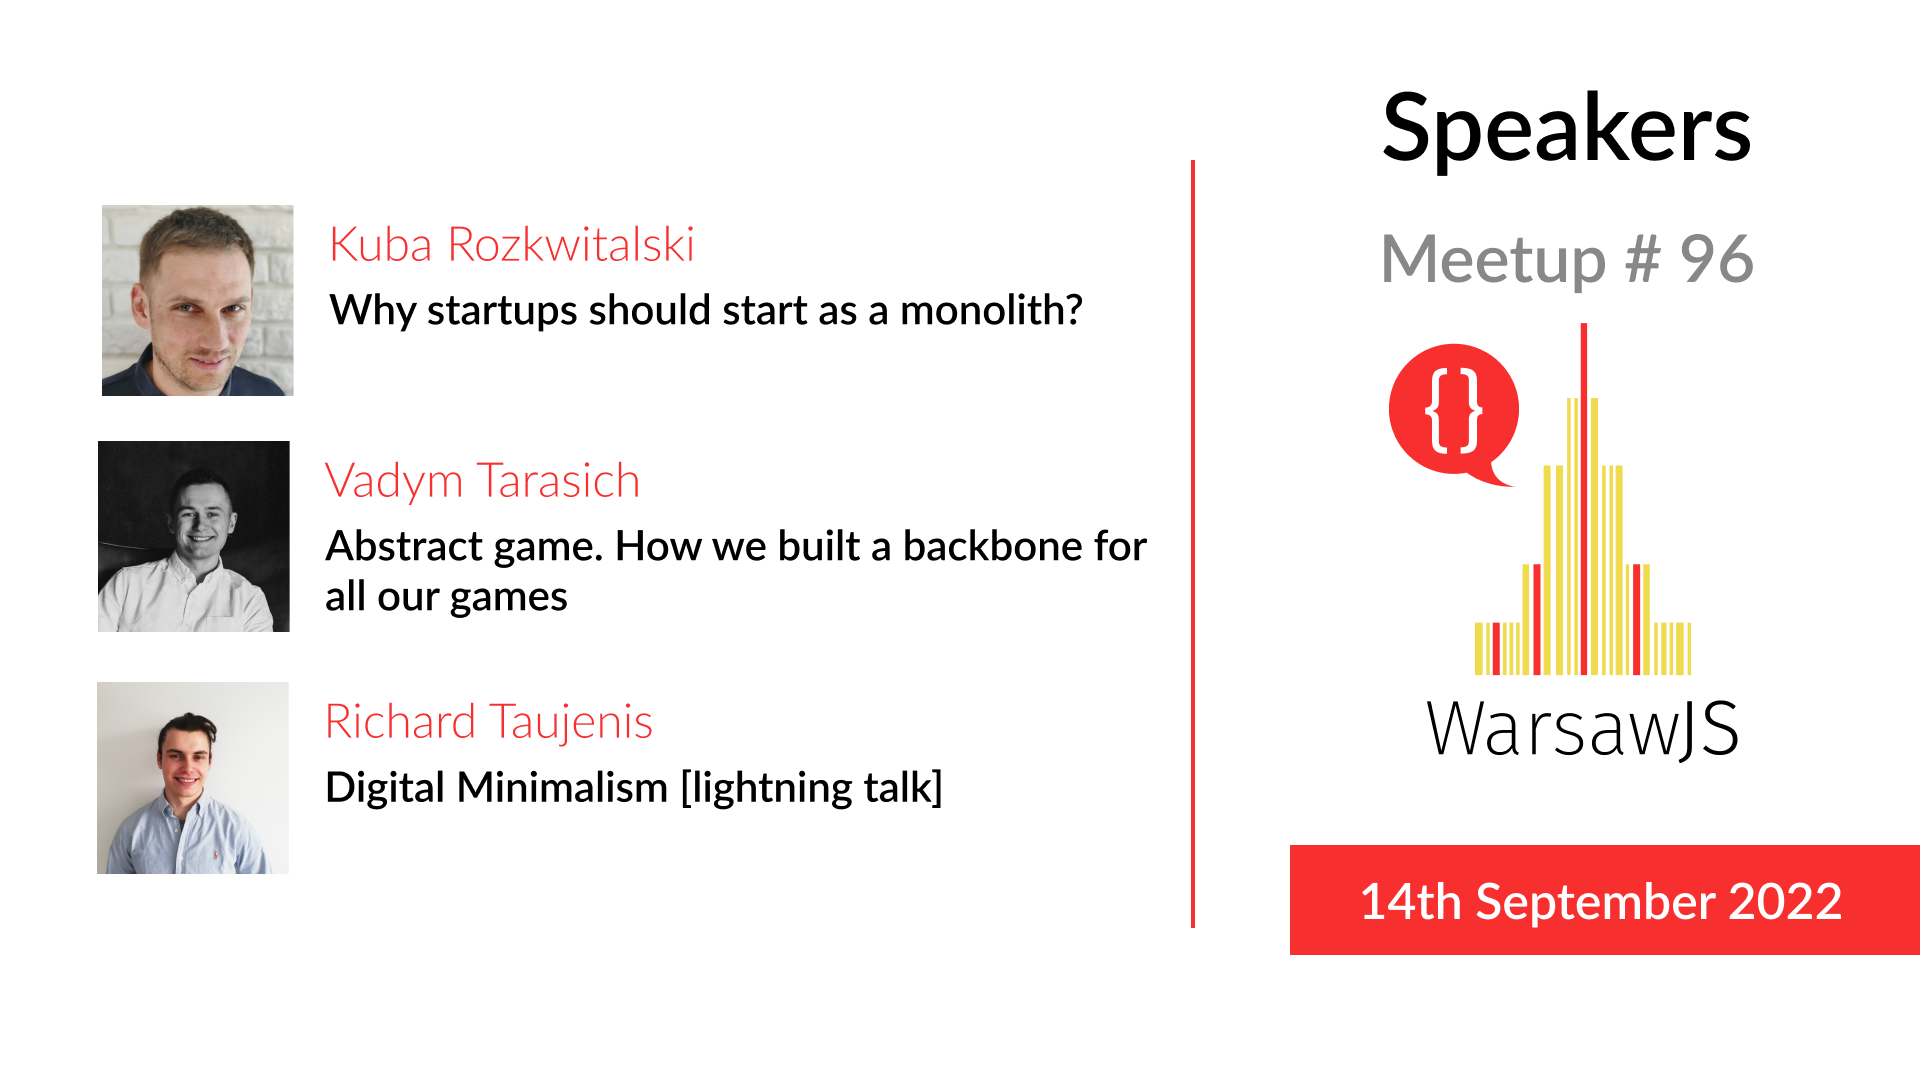 Kuba Rozkwitalski
Why startups should start as a monolith?
Vadym Tarasich
Abstract game. How we built a backbone for
all our games
Richard Taujenis
Digital Minimalism [lightning talk]
Speakers
Meetup # 96
{}
WarsawJS
14th September 2022